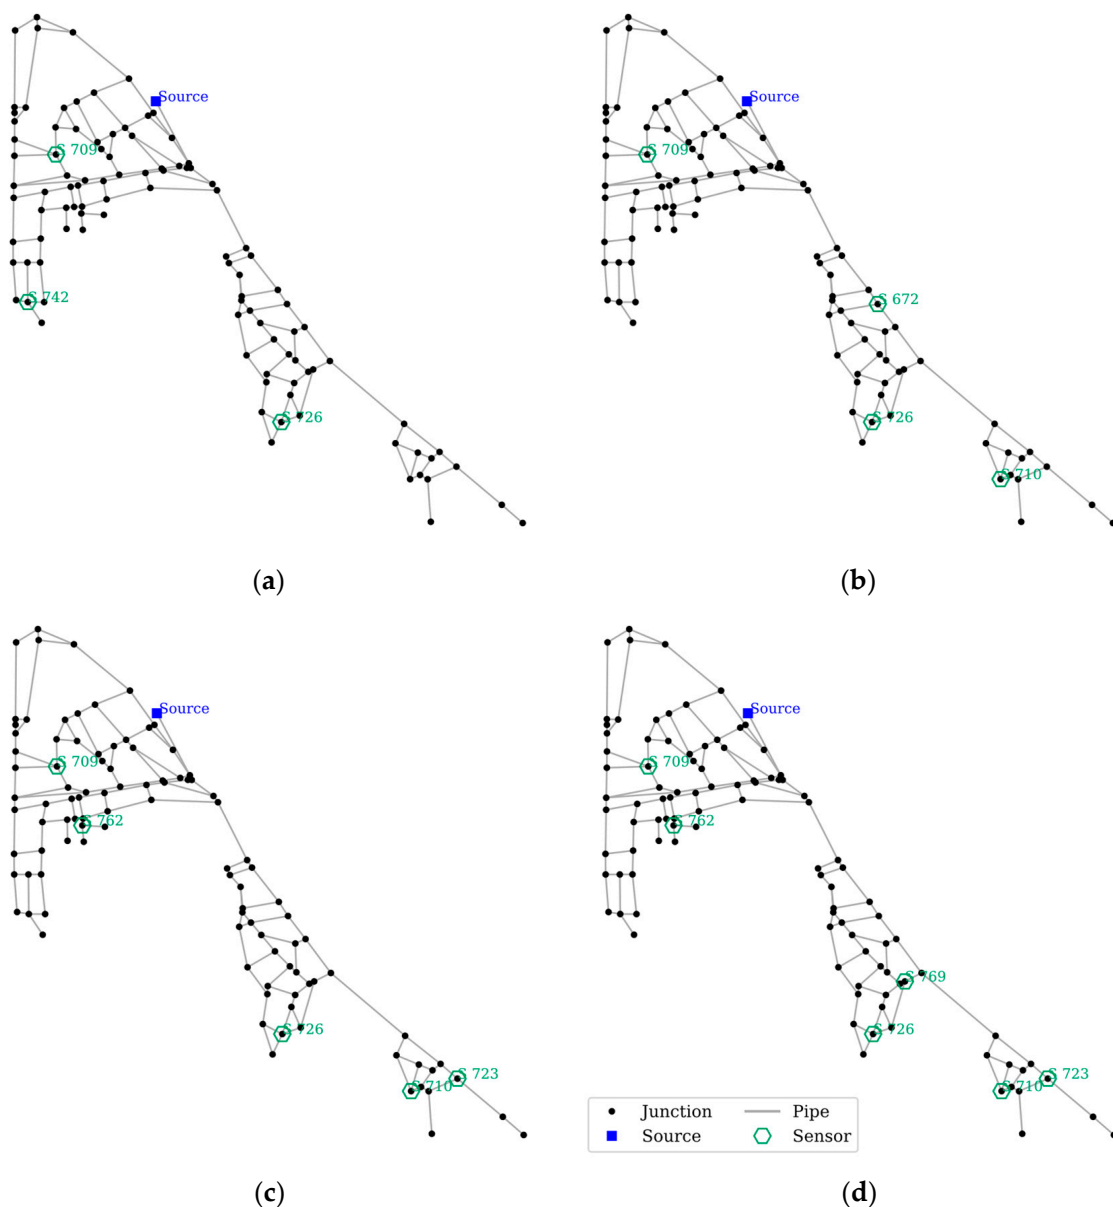 Source
Source
S 709
S 709
S 742
S 672
S 726
S 726
S 710
(a)
(b)
Source
Source
S 709
S 709
S 762
S 762
S 769
S 726
S 726
S 710
S 723
S 710
S 723
Junction
Pipe
Source
Sensor
(c)
(d)